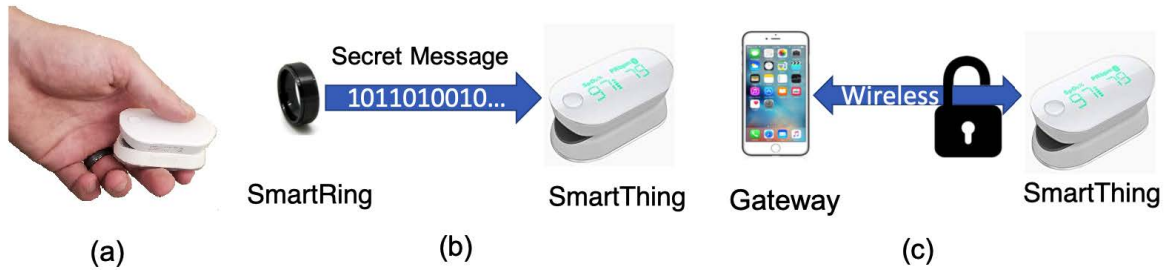 Secret Message
1011010010...
SmartRing
SmartThing
(a)
(b)
Wireless
Gateway
SmartThing
(c)